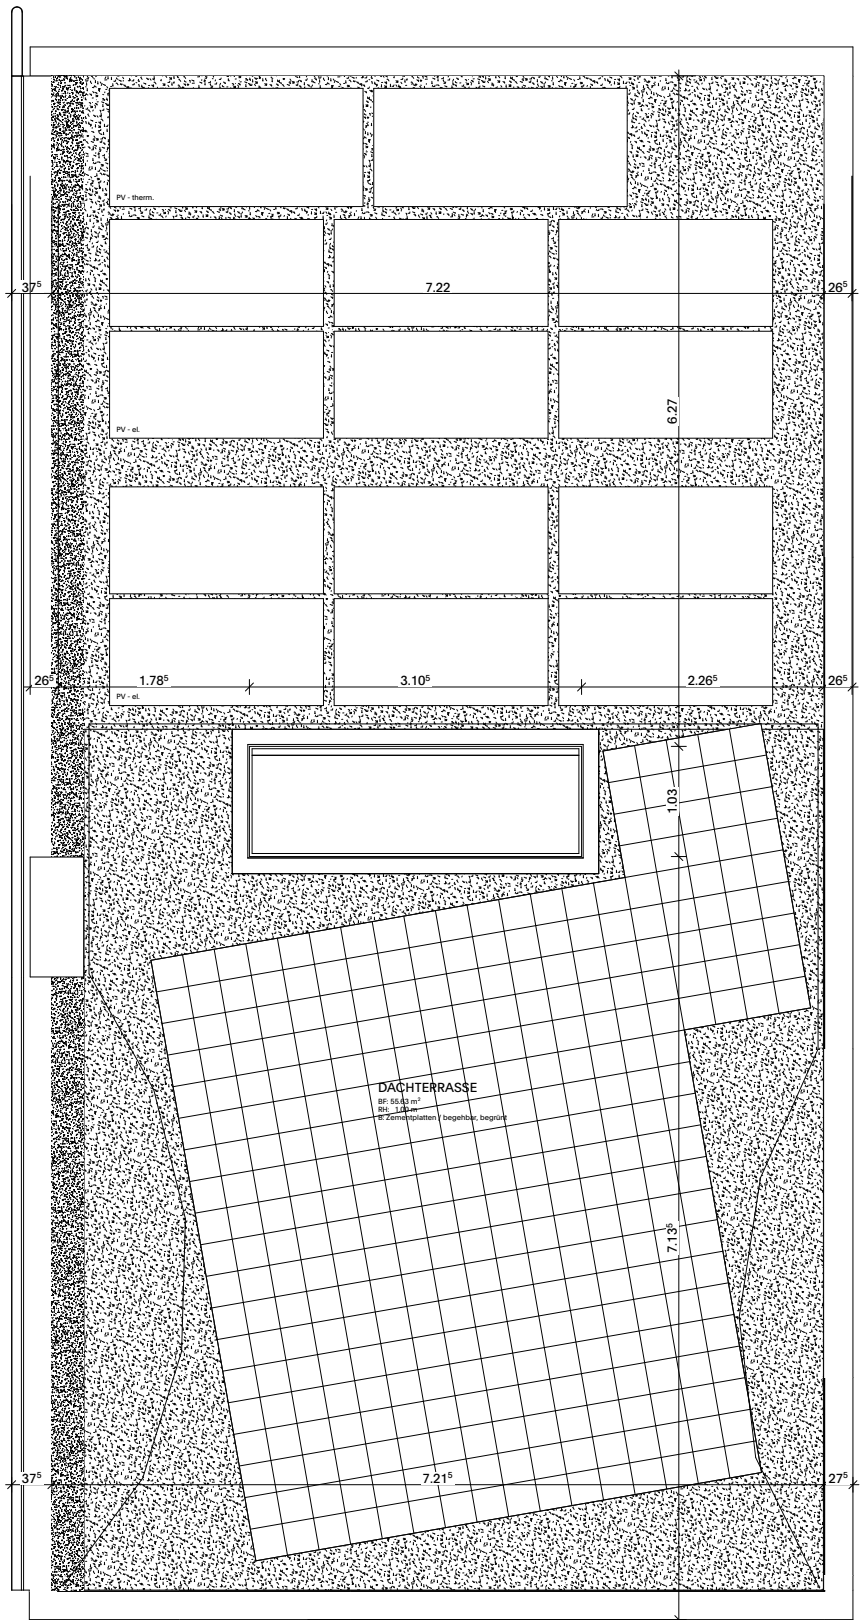 PV - therm.
37⁵
7.22
26⁵
6.27
PV - el.
26⁵
1.78⁵
3.10⁵
2.26⁵
26⁵
PV - el.
1.03
DACHTERRASSE
BF: 55.63 m²
RH: 1.00 m
B: Zementplatten / begehbar, begrünt
7.13⁵
37⁵
7.21⁵
27⁵